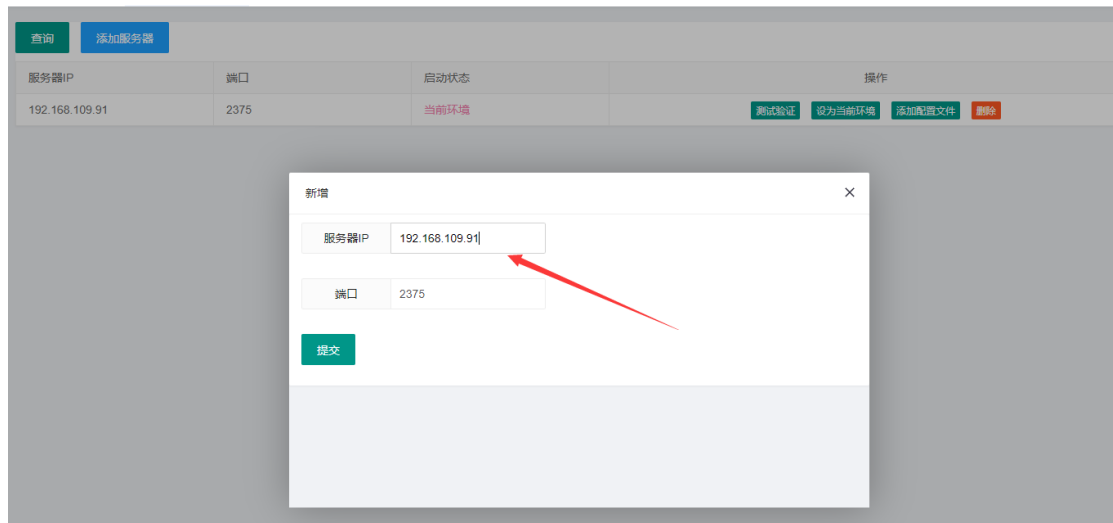 查询 添加服务器
服务器IP 端口 启动状态 操作
192.168.109.91 2375 当前环境 测试验证 设为当前环境 添加配置文件 删除
新增
服务器IP 192.168.109.91
端口 2375
提交